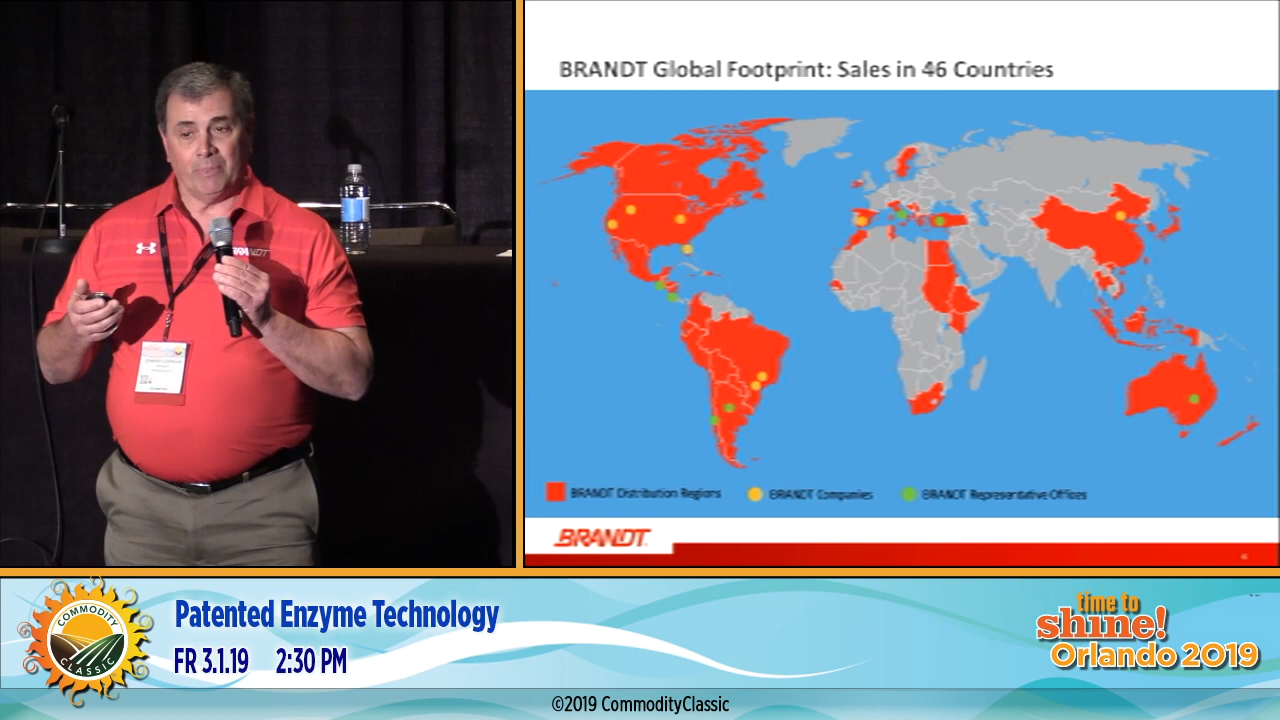 BRANDT Global Footprint: Sales in 46 Countries
BRANDT
BRANDT Distribution Regions
BRANDT Companies
BRANDT Representative Offices
BRANDT
COMMODITY
CLASSIC
Patented Enzyme Technology
FR 3.1.19 2:30 PM
time to
shine!
Orlando 2019
©2019 CommodityClassic